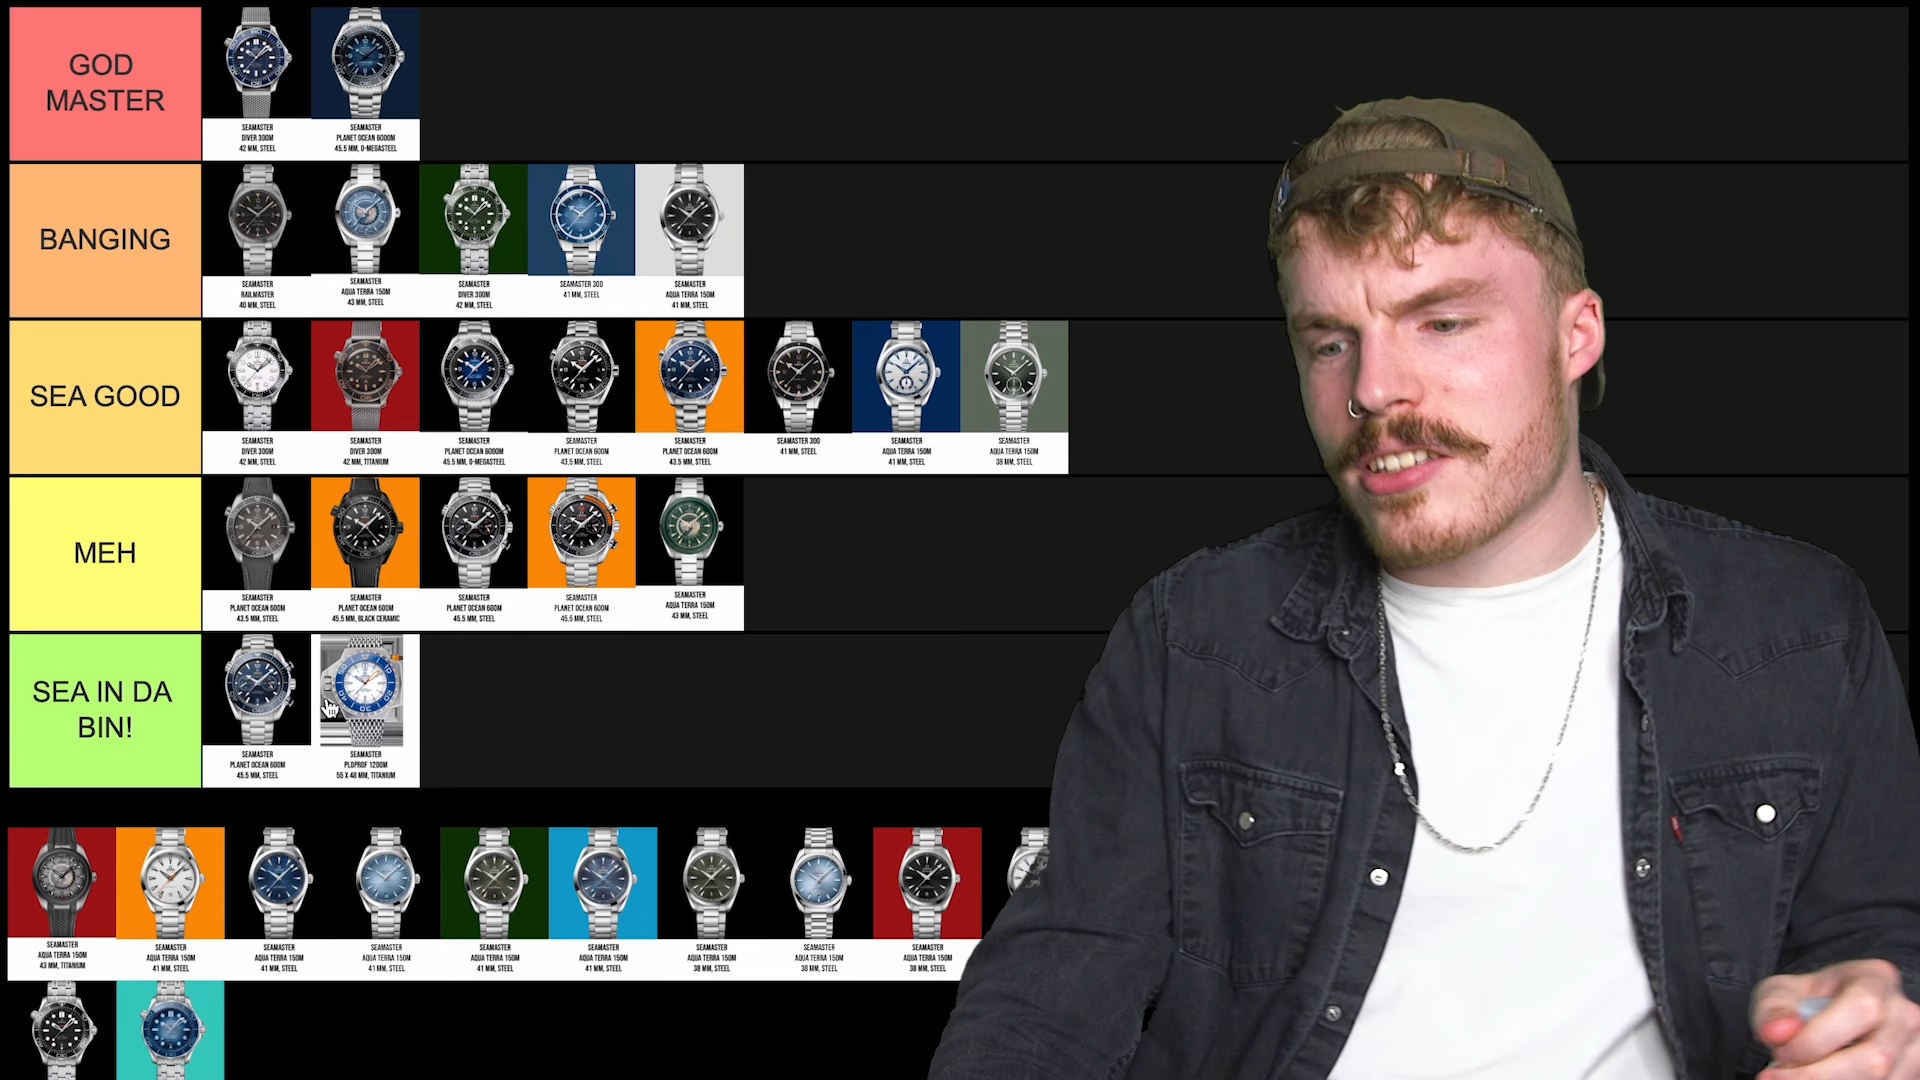 GOD
MASTER
SEAMASTER
DIVER 300M
42 MM, STEEL
SEAMASTER
PLANET OCEAN 6000M
45.5 MM, O-MEGASTEEL
BANGING
SEAMASTER
RAILMASTER
40 MM, STEEL
SEAMASTER
AQUA TERRA 150M
43 MM, STEEL
SEAMASTER
DIVER 300M
42 MM, STEEL
SEAMASTER 300
41 MM, STEEL
SEAMASTER
AQUA TERRA 150M
41 MM, STEEL
SEA GOOD
SEAMASTER
DIVER 300M
42 MM, STEEL
SEAMASTER
DIVER 300M
42 MM, TITANIUM
SEAMASTER
PLANET OCEAN 6000M
45.5 MM, O-MEGASTEEL
SEAMASTER
PLANET OCEAN 600M
43.5 MM, STEEL
SEAMASTER
PLANET OCEAN 600M
43.5 MM, STEEL
SEAMASTER 300
41 MM, STEEL
SEAMASTER
AQUA TERRA 150M
41 MM, STEEL
SEAMASTER
AQUA TERRA 150M
38 MM, STEEL
MEH
SEAMASTER
PLANET OCEAN 600M
43.5 MM, STEEL
SEAMASTER
PLANET OCEAN 600M
45.5 MM, BLACK CERAMIC
SEAMASTER
PLANET OCEAN 600M
45.5 MM, STEEL
SEAMASTER
PLANET OCEAN 600M
45.5 MM, STEEL
SEAMASTER
AQUA TERRA 150M
43 MM, STEEL
SEA IN DA
BIN!
SEAMASTER
PLANET OCEAN 600M
45.5 MM, STEEL
SEAMASTER
PLOPROF 1200M
55 X 48 MM, TITANIUM
SEAMASTER
AQUA TERRA 150M
43 MM, TITANIUM
SEAMASTER
AQUA TERRA 150M
41 MM, STEEL
SEAMASTER
AQUA TERRA 150M
41 MM, STEEL
SEAMASTER
AQUA TERRA 150M
41 MM, STEEL
SEAMASTER
AQUA TERRA 150M
41 MM, STEEL
SEAMASTER
AQUA TERRA 150M
41 MM, STEEL
SEAMASTER
AQUA TERRA 150M
38 MM, STEEL
SEAMASTER
AQUA TERRA 150M
38 MM, STEEL
SEAMASTER
AQUA TERRA 150M
38 MM, STEEL